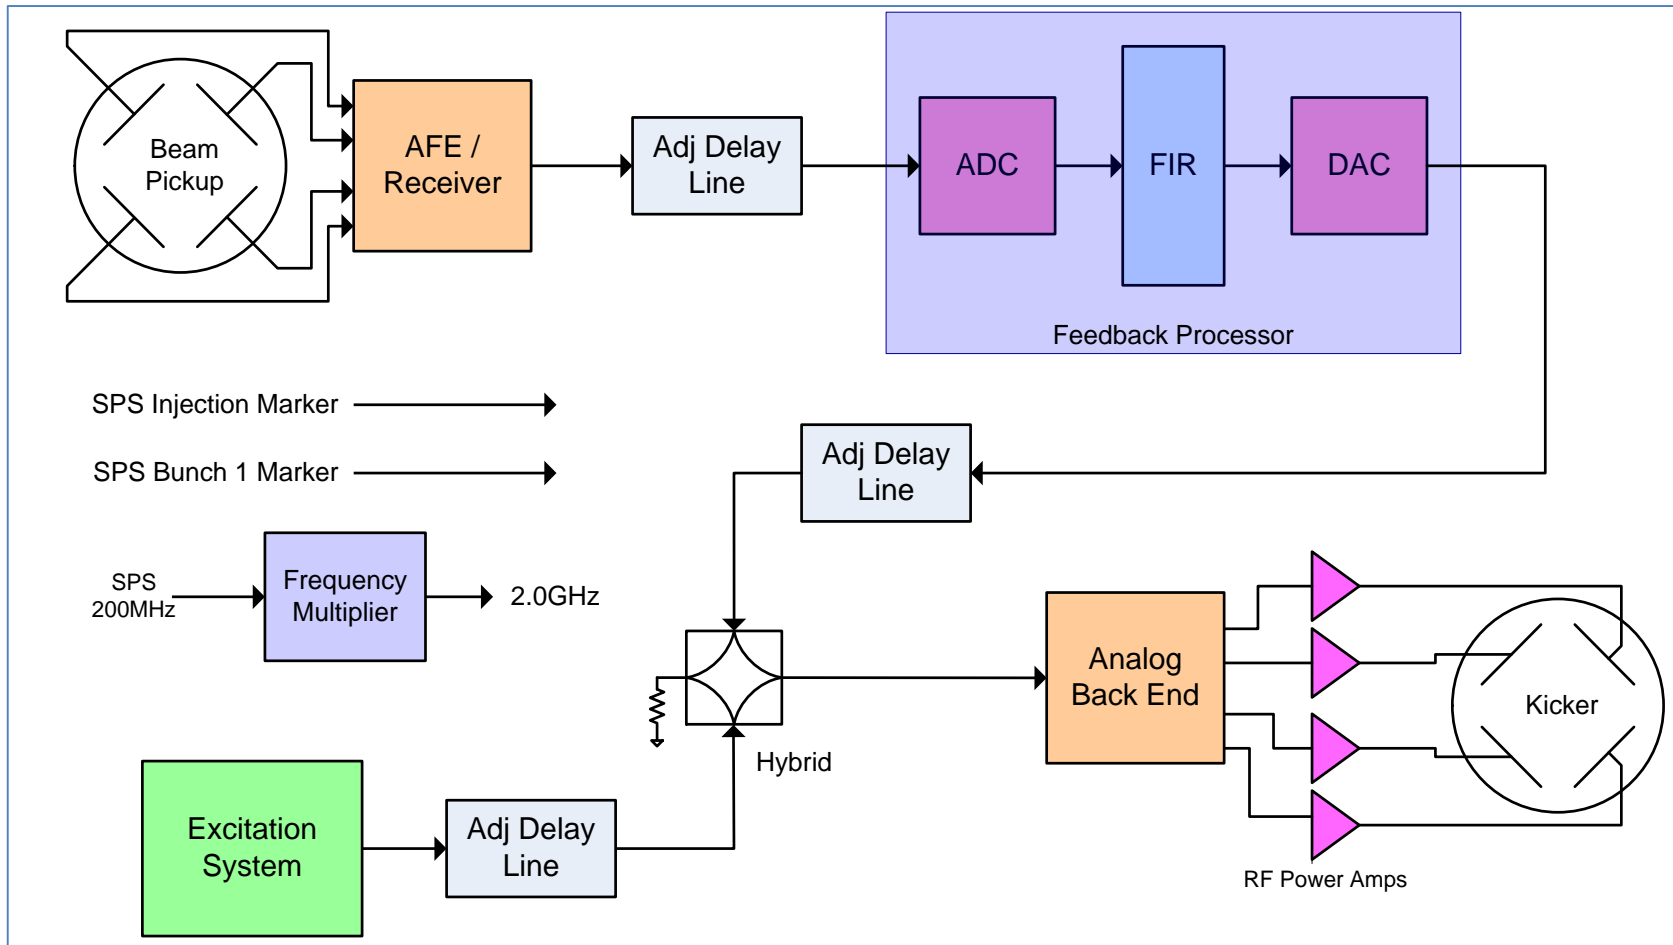 Beam
Pickup
AFE /
Receiver
Adj Delay
Line
ADC
FIR
DAC
Feedback Processor
SPS Injection Marker
SPS Bunch 1 Marker
Adj Delay
Line
SPS
200MHz
Frequency
Multiplier
2.0GHz
Hybrid
Analog
Back End
Kicker
RF Power Amps
Excitation
System
Adj Delay
Line